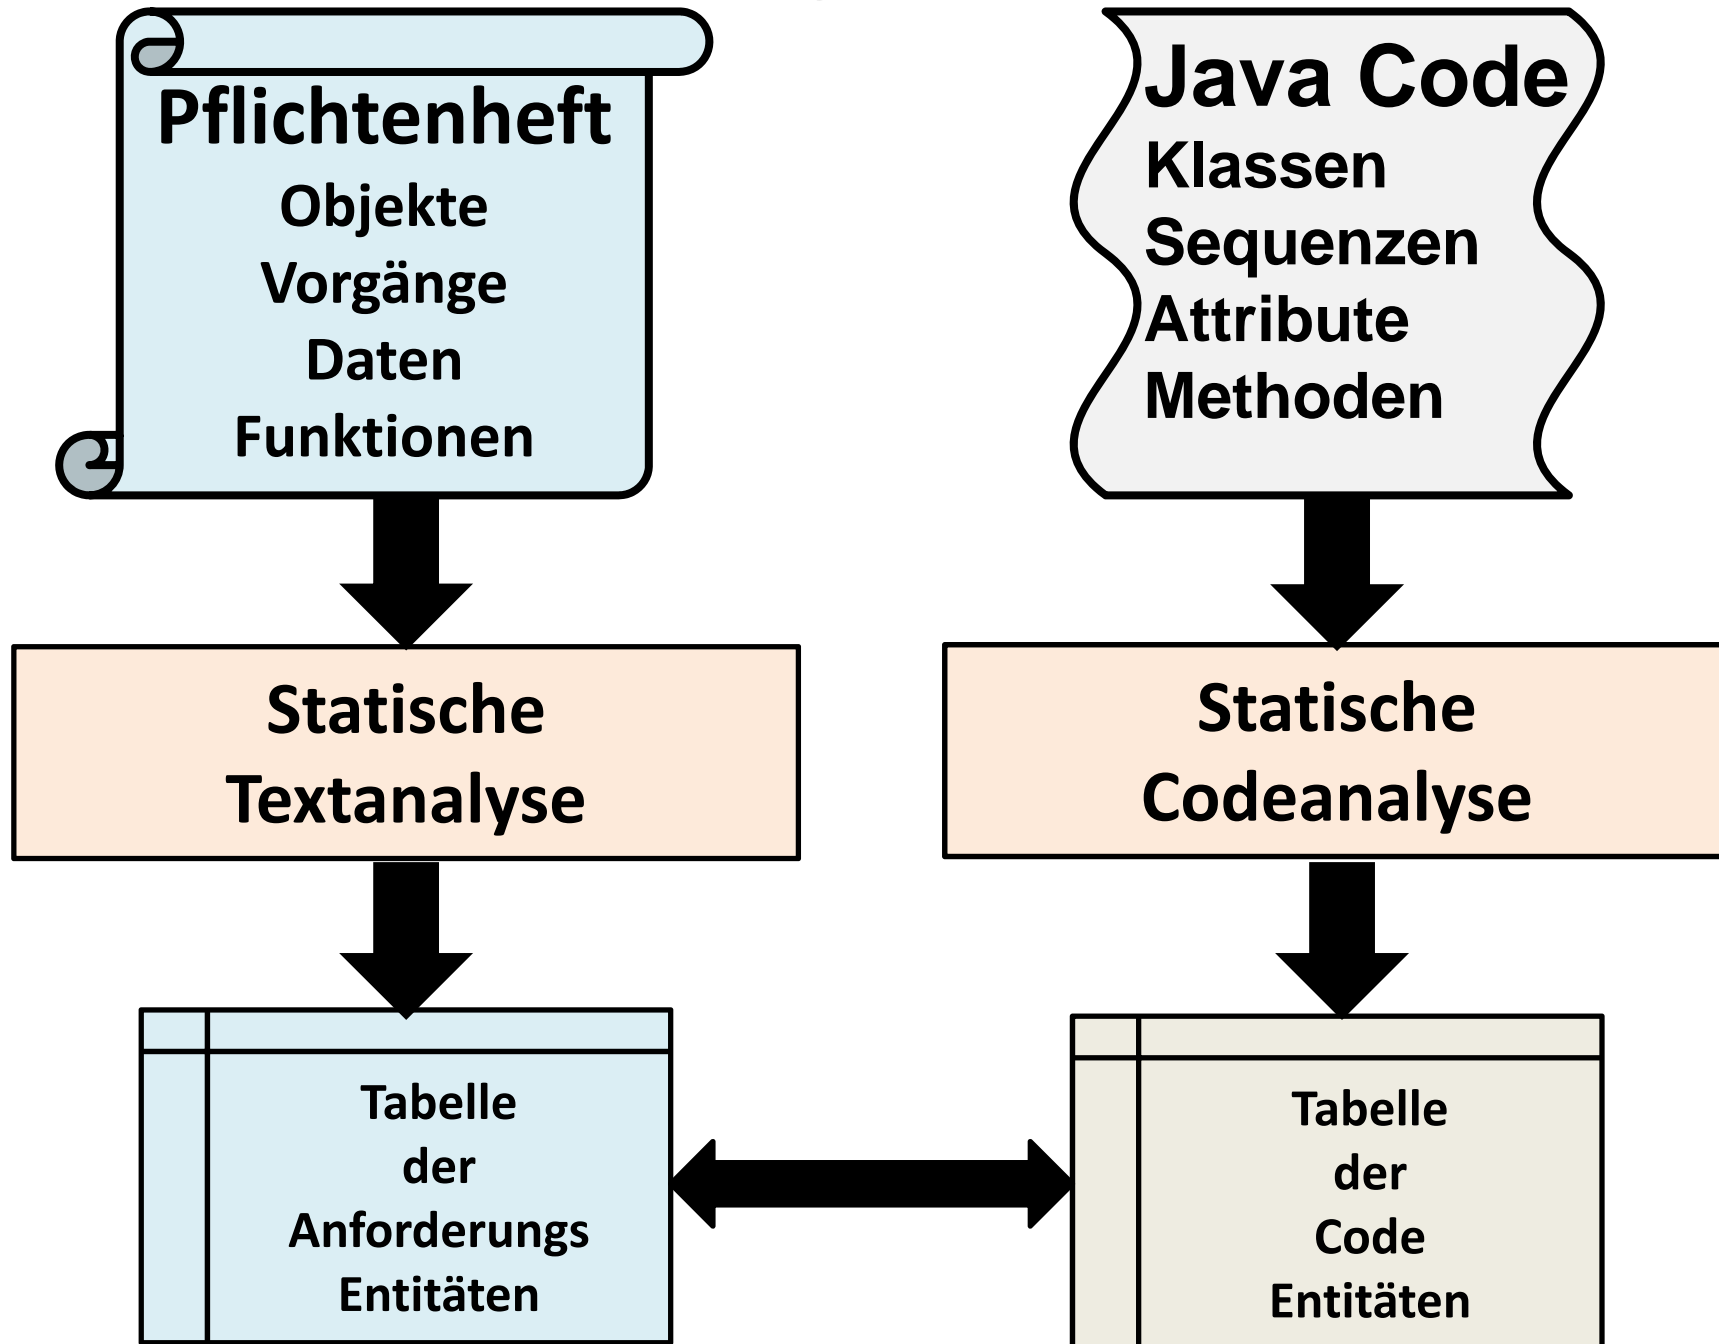 Pflichtenheft
Objekte
Vorgänge
Daten
Funktionen
Java Code
Klassen
Sequenzen
Attribute
Methoden
Statische
Textanalyse
Statische
Codeanalyse
Tabelle
der
Anforderungs
Entitäten
Tabelle
der
Code
Entitäten